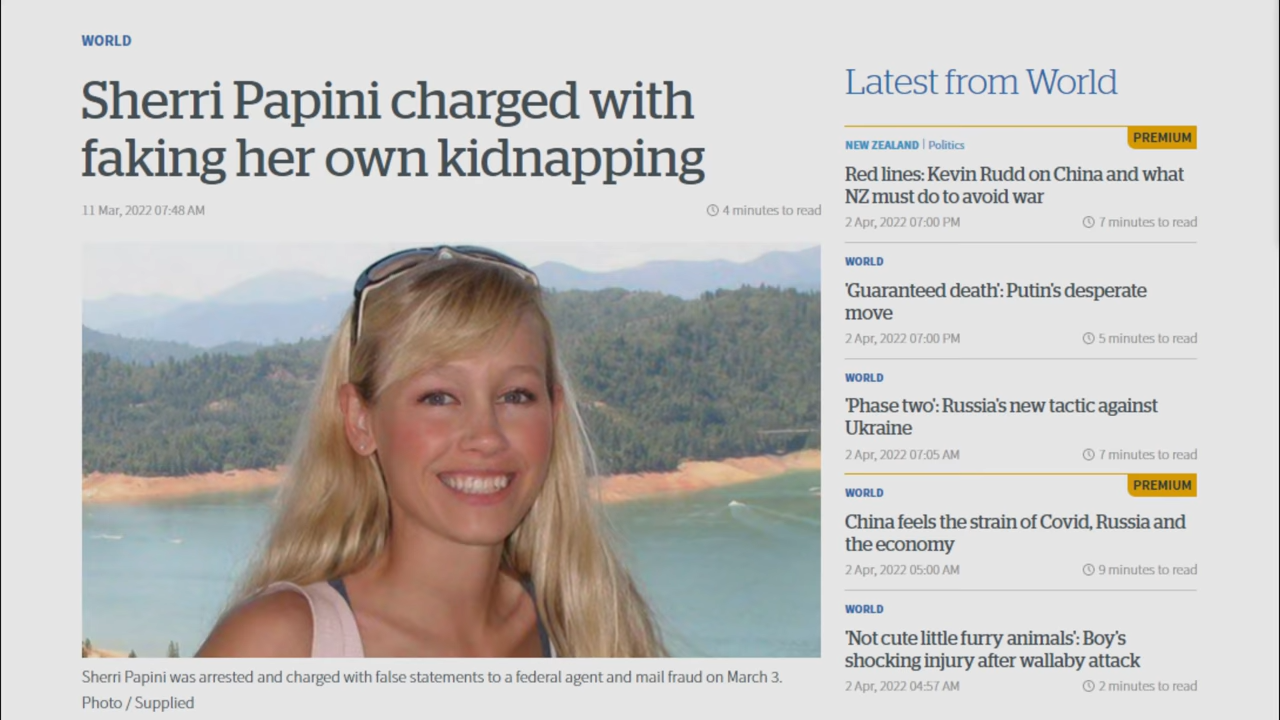 WORLD
Sherri Papini charged with
faking her own kidnapping
11 Mar, 2022 07:48 AM
4 minutes to read
Sherri Papini was arrested and charged with false statements to a federal agent and mail fraud on March 3.
Photo / Supplied
Latest from World
PREMIUM
NEW ZEALAND | Politics
Red lines: Kevin Rudd on China and what
NZ must do to avoid war
2 Apr, 2022 07:00 PM
7 minutes to read
WORLD
'Guaranteed death': Putin's desperate
move
2 Apr, 2022 07:00 PM
5 minutes to read
WORLD
'Phase two': Russia's new tactic against
Ukraine
2 Apr, 2022 07:05 AM
7 minutes to read
PREMIUM
WORLD
China feels the strain of Covid, Russia and
the economy
2 Apr, 2022 05:00 AM
9 minutes to read
WORLD
'Not cute little furry animals': Boy's
shocking injury after wallaby attack
2 Apr, 2022 04:57 AM
2 minutes to read